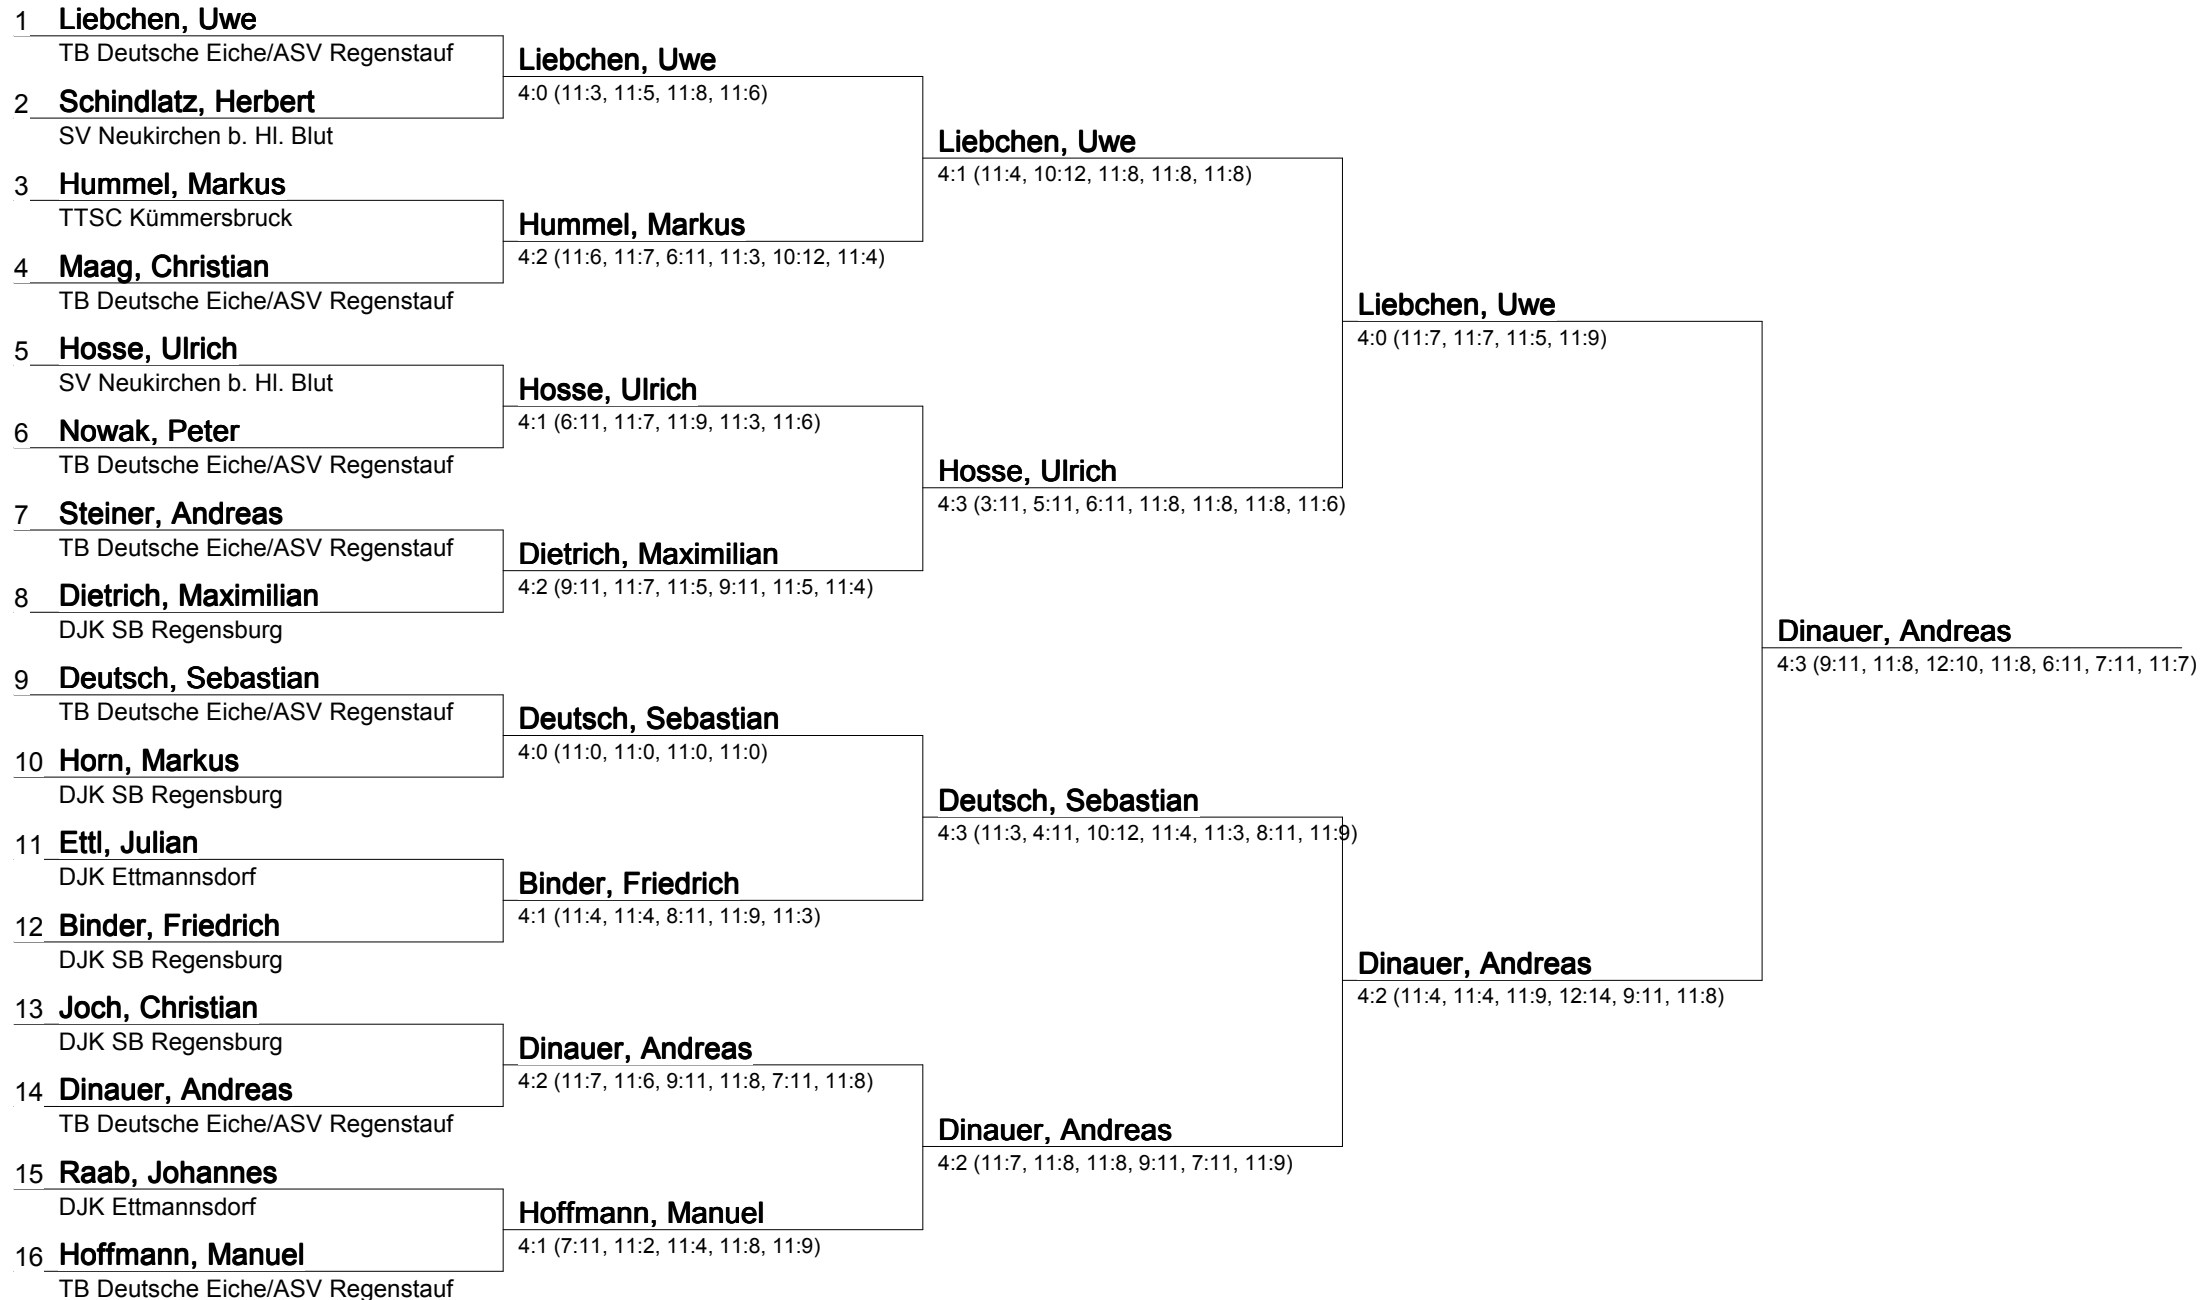 1 Liebchen, Uwe
TB Deutsche Eiche/ASV Regenstauf
2 Schindlatz, Herbert
SV Neukirchen b. Hl. Blut
3 Hummel, Markus
TTSC Kümmersbruck
4 Maag, Christian
TB Deutsche Eiche/ASV Regenstauf
5 Hosse, Ulrich
SV Neukirchen b. Hl. Blut
6 Nowak, Peter
TB Deutsche Eiche/ASV Regenstauf
7 Steiner, Andreas
TB Deutsche Eiche/ASV Regenstauf
8 Dietrich, Maximilian
DJK SB Regensburg
9 Deutsch, Sebastian
TB Deutsche Eiche/ASV Regenstauf
10 Horn, Markus
DJK SB Regensburg
11 Ettl, Julian
DJK Ettmannsdorf
12 Binder, Friedrich
DJK SB Regensburg
13 Joch, Christian
DJK SB Regensburg
14 Dinauer, Andreas
TB Deutsche Eiche/ASV Regenstauf
15 Raab, Johannes
DJK Ettmannsdorf
16 Hoffmann, Manuel
TB Deutsche Eiche/ASV Regenstauf
Liebchen, Uwe
4:0 (11:3, 11:5, 11:8, 11:6)
Hummel, Markus
4:2 (11:6, 11:7, 6:11, 11:3, 10:12, 11:4)
Hosse, Ulrich
4:1 (6:11, 11:7, 11:9, 11:3, 11:6)
Dietrich, Maximilian
4:2 (9:11, 11:7, 11:5, 9:11, 11:5, 11:4)
Deutsch, Sebastian
4:0 (11:0, 11:0, 11:0, 11:0)
Binder, Friedrich
4:1 (11:4, 11:4, 8:11, 11:9, 11:3)
Dinauer, Andreas
4:2 (11:7, 11:6, 9:11, 11:8, 7:11, 11:8)
Hoffmann, Manuel
4:1 (7:11, 11:2, 11:4, 11:8, 11:9)
Liebchen, Uwe
4:1 (11:4, 10:12, 11:8, 11:8, 11:8)
Hosse, Ulrich
4:3 (3:11, 5:11, 6:11, 11:8, 11:8, 11:8, 11:6)
Deutsch, Sebastian
4:3 (11:3, 4:11, 10:12, 11:4, 11:3, 8:11, 11:9)
Dinauer, Andreas
4:2 (11:7, 11:8, 11:8, 9:11, 7:11, 11:9)
Liebchen, Uwe
4:0 (11:7, 11:7, 11:5, 11:9)
Dinauer, Andreas
4:2 (11:4, 11:4, 11:9, 12:14, 9:11, 11:8)
Dinauer, Andreas
4:3 (9:11, 11:8, 12:10, 11:8, 6:11, 7:11, 11:7)